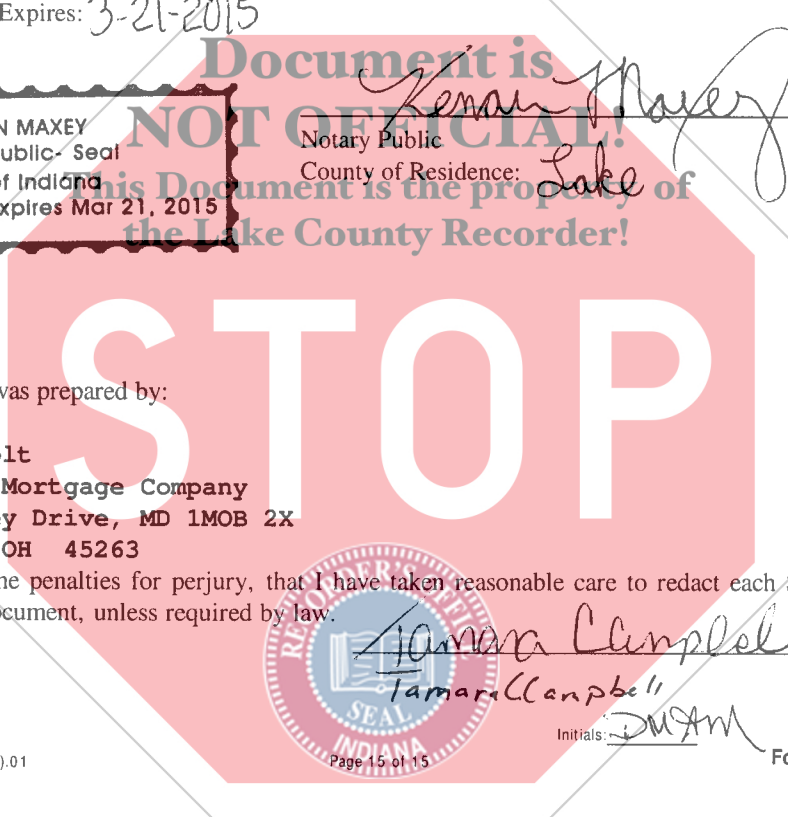 Expires: 3-21-2015
Document is
NOT OFFICIAL!
This Document is the property of
the Lake County Recorder!
N MAXEY
ublic- Seal
f Indiana
xpires Mar 21, 2015
Notary Public
County of Residence: Lake
STOP
was prepared by:
lt
Mortgage Company
y Drive, MD 1MOB 2X
OH 45263
he penalties for perjury, that I have taken reasonable care to redact each
ocument, unless required by law.
RECORDER'S OFFICE
SEAL
INDIANA
Tamara Campbel
Tamara C Campbell
Initials:
).01
Page 15 of 15
Fo